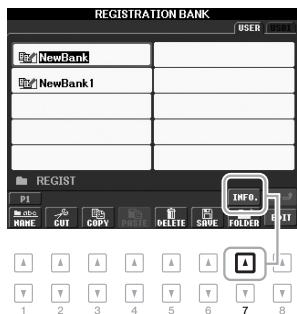 REGISTRATION BANK
USER USB1
NewBank
NewBank1
REGIST
P1 INFO.
NAME CUT COPY PASTE DELETE SAVE FOLDER EDIT
1 2 3 4 5 6 7 8